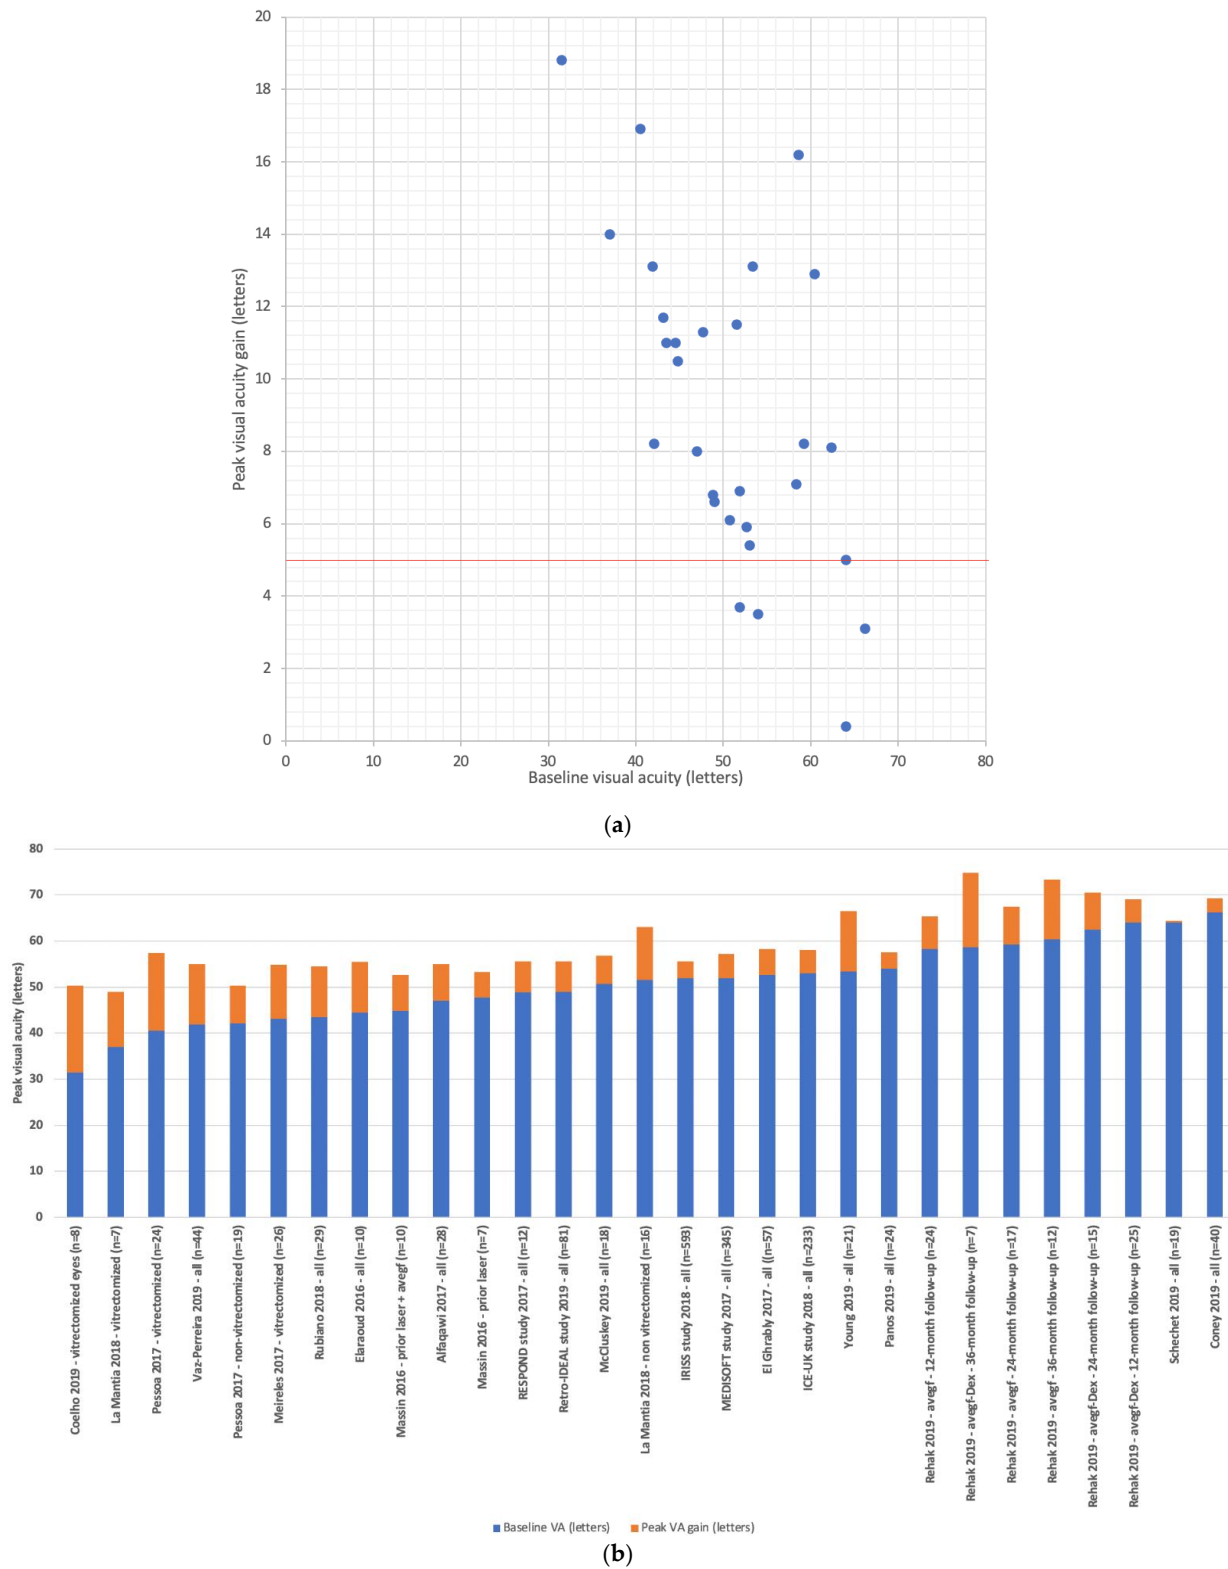 20
18
16
14
12
10
8
6
4
2
0
Peak visual acuity gain (letters)
0 10 20 30 40 50 60 70 80
Baseline visual acuity (letters)
(a)
80
70
60
50
40
30
20
10
0
Peak visual acuity (letters)
Coelho 2019 - vitrectomized eyes (n=8)
La Mantia 2018 - vitrectomized (n=7)
Pessoa 2017 - vitrectomized (n=24)
Vaz-Perreira 2019 - all (n=44)
Pessoa 2017 - non-vitrectomized (n=19)
Meireles 2017 - vitrectomized (n=26)
Rubiano 2018 - all (n=29)
Elaraoud 2016 - all (n=10)
Massin 2016 - prior laser + avegf (n=10)
Alfaqawi 2017 - all (n=28)
Massin 2016 - prior laser (n=7)
RESPOND study 2017 - all (n=12)
Retro-IDEAL study 2019 - all (n=81)
McCluskey 2019 - all (n=18)
La Mantia 2018 - non vitrectomized (n=16)
IRISS study 2018 - all (n=593)
MEDISOFT study 2017 - all (n=345)
El Ghrably 2017 - all ((n=57)
ICE-UK study 2018 - all (n=233)
Young 2019 - all (n=21)
Panos 2019 - all (n=24)
Rehak 2019 - avegf - 12-month follow-up (n=24)
Rehak 2019 - avegf-Dex - 36-month follow-up (n=7)
Rehak 2019 - avegf - 24-month follow-up (n=17)
Rehak 2019 - avegf - 36-month follow-up (n=12)
Rehak 2019 - avegf-Dex - 24-month follow-up (n=15)
Rehak 2019 - avegf-Dex - 12-month follow-up (n=25)
Schechet 2019 - all (n=19)
Coney 2019 - all (n=40)
Baseline VA (letters) Peak VA gain (letters)
(b)